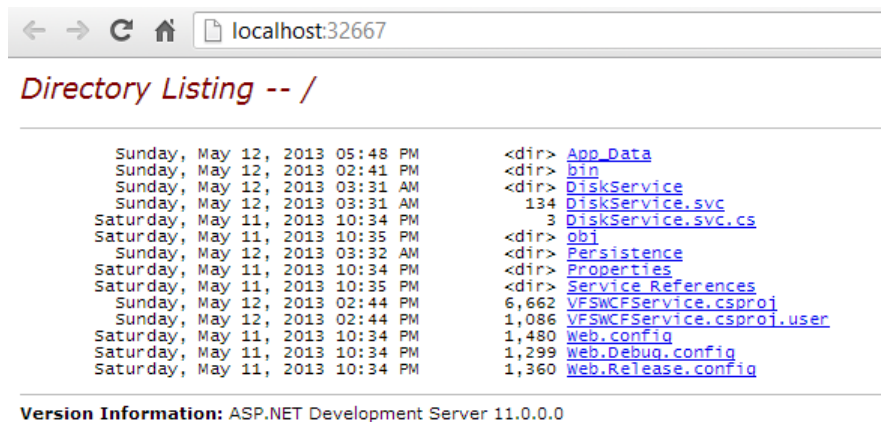 localhost:32667
Directory Listing -- /
Sunday, May 12, 2013 05:48 PM <dir> App_Data
Sunday, May 12, 2013 02:41 PM <dir> bin
Sunday, May 12, 2013 03:31 AM <dir> DiskService
Sunday, May 12, 2013 03:31 AM 134 DiskService.svc
Saturday, May 11, 2013 10:34 PM 3 DiskService.svc.cs
Saturday, May 11, 2013 10:35 PM <dir> obj
Sunday, May 12, 2013 03:32 AM <dir> Persistence
Saturday, May 11, 2013 10:34 PM <dir> Properties
Saturday, May 11, 2013 10:35 PM <dir> Service References
Sunday, May 12, 2013 02:44 PM 6,662 VFSWCFService.csproj
Sunday, May 12, 2013 02:44 PM 1,086 VFSWCFService.csproj.user
Saturday, May 11, 2013 10:34 PM 1,480 Web.config
Saturday, May 11, 2013 10:34 PM 1,299 Web.Debug.config
Saturday, May 11, 2013 10:34 PM 1,360 Web.Release.config
Version Information: ASP.NET Development Server 11.0.0.0